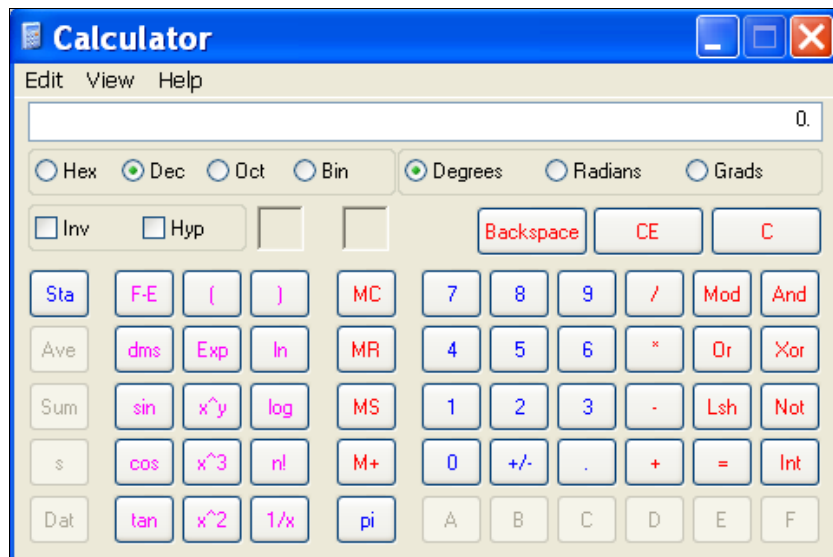 Calculator
Edit View Help
0.
Hex Dec Oct Bin Degrees Radians Grads
Inv Hyp Backspace CE C
Sta F-E ( ) MC 7 8 9 / Mod And
Ave dms Exp ln MR 4 5 6 * Or Xor
Sum sin x^y log MS 1 2 3 - Lsh Not
s cos x^3 n! M+ 0 +/- . + = Int
Dat tan x^2 1/x pi A B C D E F